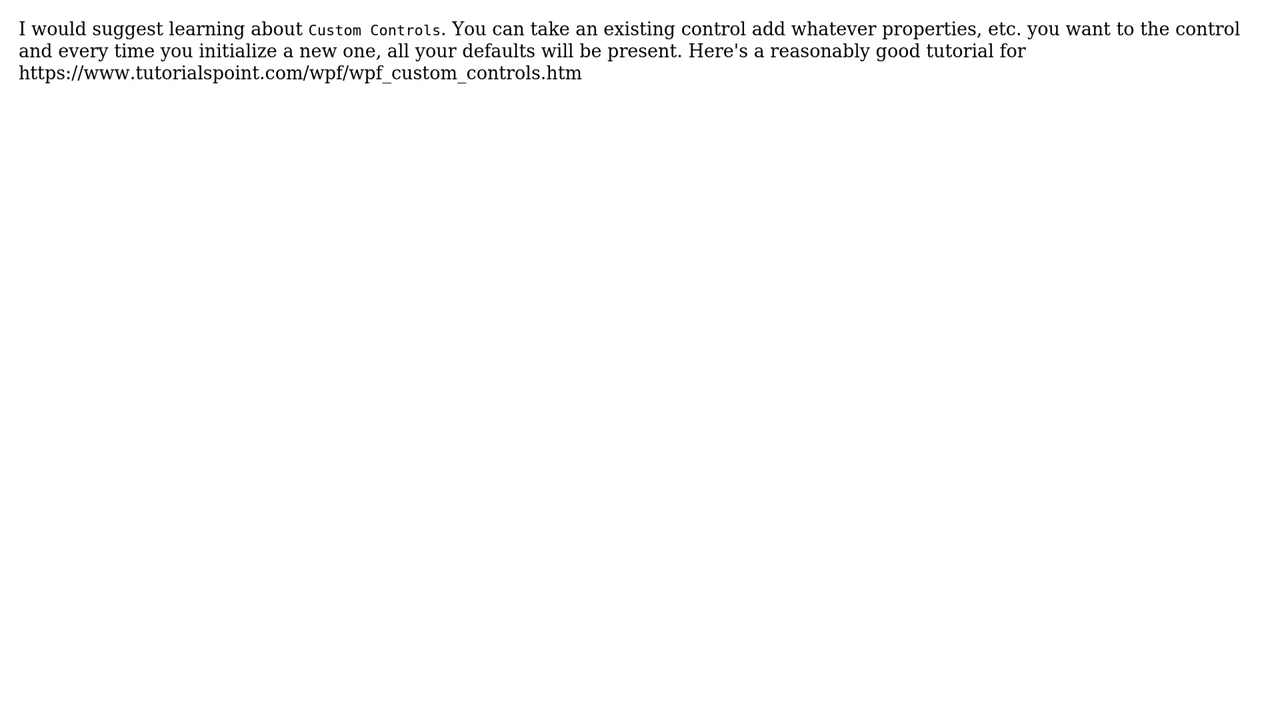 I would suggest learning about Custom Controls. You can take an existing control add whatever properties, etc. you want to the control
and every time you initialize a new one, all your defaults will be present. Here's a reasonably good tutorial for
https://www.tutorialspoint.com/wpf/wpf_custom_controls.htm